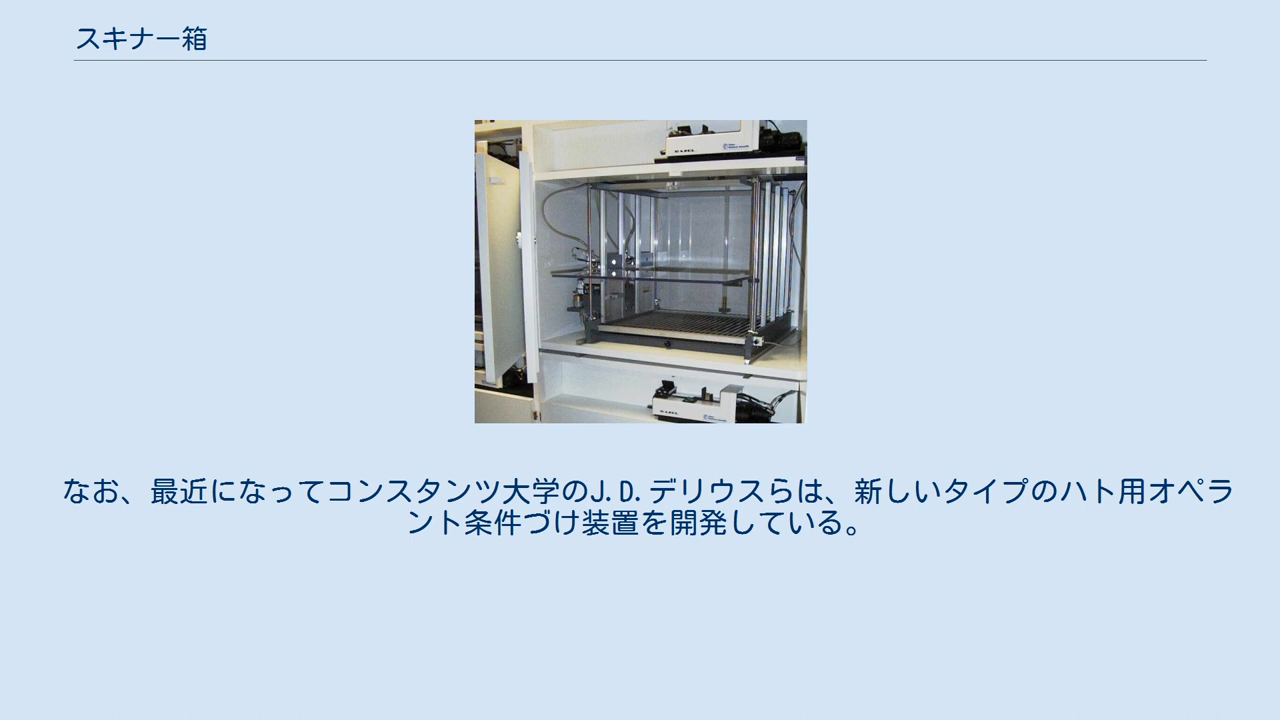 スキナー箱
なお、最近になってコンスタンツ大学のJ.D.デリウスらは、新しいタイプのハト用オペラ
ント条件づけ装置を開発している。